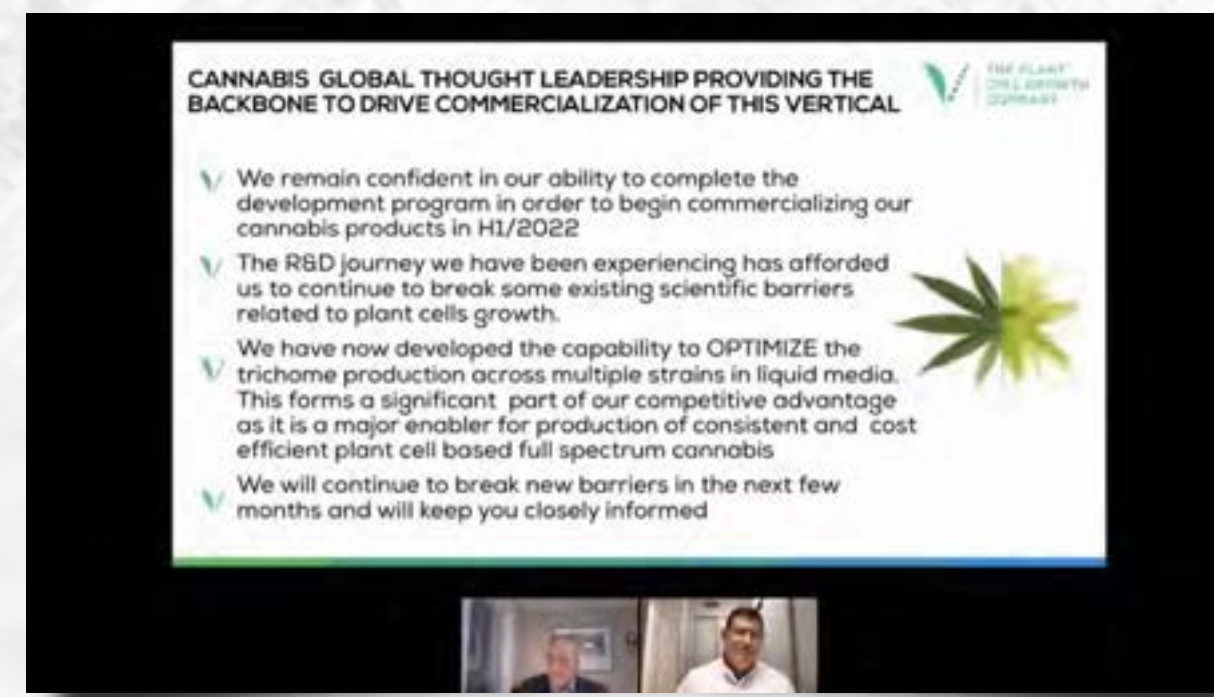 CANNABIS GLOBAL THOUGHT LEADERSHIP PROVIDING THE
BACKBONE TO DRIVE COMMERCIALIZATION OF THIS VERTICAL
THE PLANT
COMPANY
We remain confident in our ability to complete the
development program in order to begin commercializing our
cannabis products in H1/2022
The R&D journey we have been experiencing has afforded
us to continue to break some existing scientific barriers
related to plant cells growth.
We have now developed the capability to OPTIMIZE the
trichome production across multiple strains in liquid media.
This forms a significant part of our competitive advantage
as it is a major enabler for production of consistent and cost
efficient plant cell based full spectrum cannabis
We will continue to break new barriers in the next few
months and will keep you closely informed